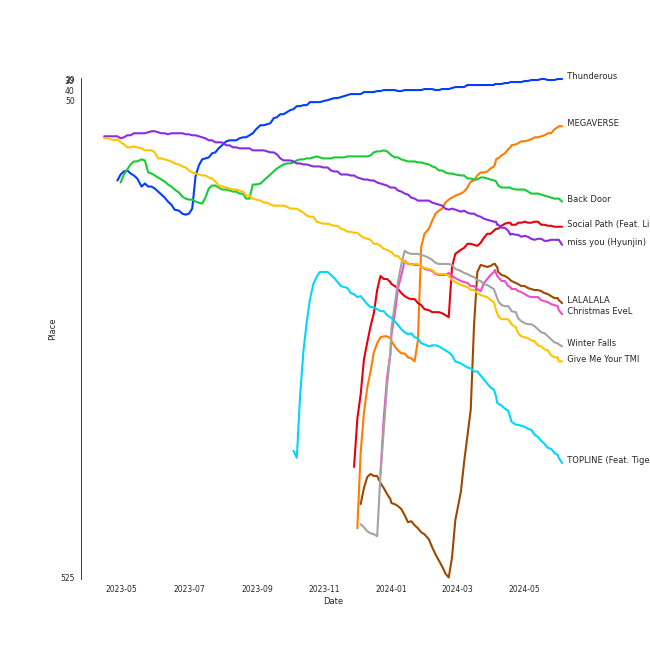 Thunderous
40
50
MEGAVERSE
Back Door
Social Path (Feat. Li
miss you (Hyunjin)
LALALALA
Christmas EveL
Place
Winter Falls
Give Me Your TMI
TOPLINE (Feat. Tige
525
2023-05 2023-07 2023-09 2023-11 2024-01 2024-03 2024-05
Date